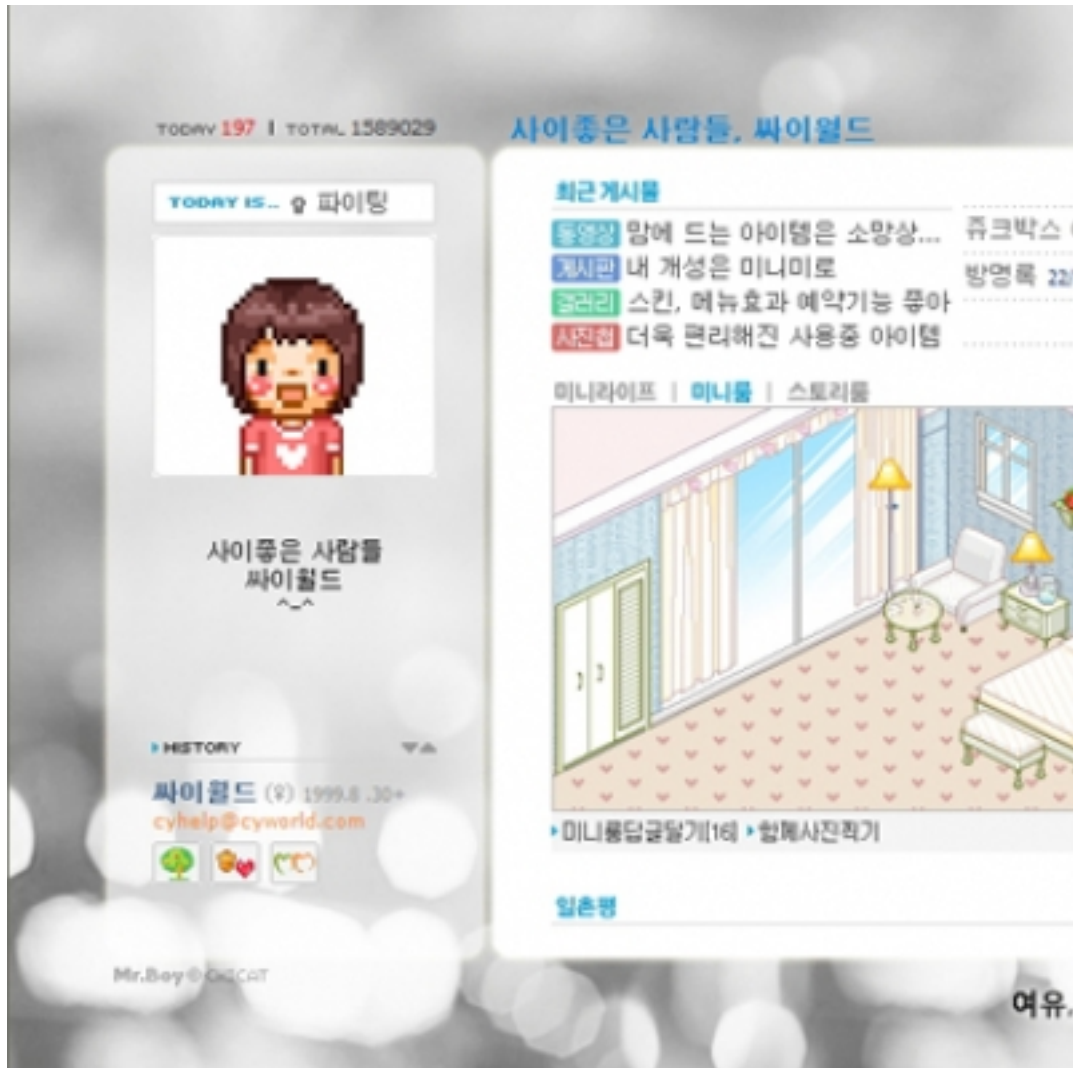 TODAY 197 | TOTAL 1589029
사이좋은 사람들, 싸이월드
TODAY IS... 파이팅
사이좋은 사람들
싸이월드
^_^
HISTORY
싸이월드 (♀) 1999.8 .30+
cyhelp@cyworld.com
Mr.Boy © CHICAT
최근 게시물
동영상 맘에 드는 아이템은 소망상...
게시판 내 개성은 미니미로
갤러리 스킨, 메뉴효과 예약기능 좋아
사진첩 더욱 편리해진 사용중 아이템
쥬크박스
방명록 22/
미니라이프 | 미니룸 | 스토리룸
미니룸답글달기[16] 함께사진찍기
일촌평
여유.